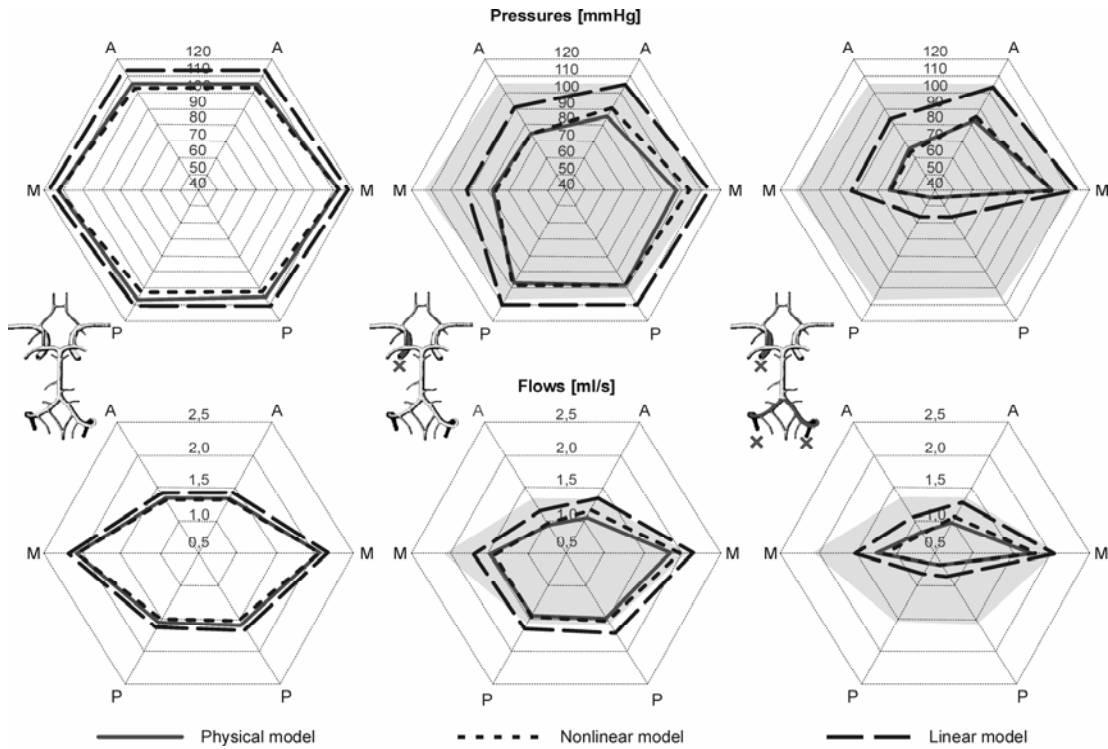 Pressures [mmHg]
A A A A A A
120 120 120
110 110 110
100 100 100
90 90 90
80 80 80
70 70 70
60 60 60
50 50 50
40 40 40
M M M M M M
P P P P P P
Flows [ml/s]
A A A A A A
2,5 2,5 2,5
2,0 2,0 2,0
1,5 1,5 1,5
1,0 1,0 1,0
0,5 0,5 0,5
M M M M M M
P P P P P P
Physical model Nonlinear model Linear model